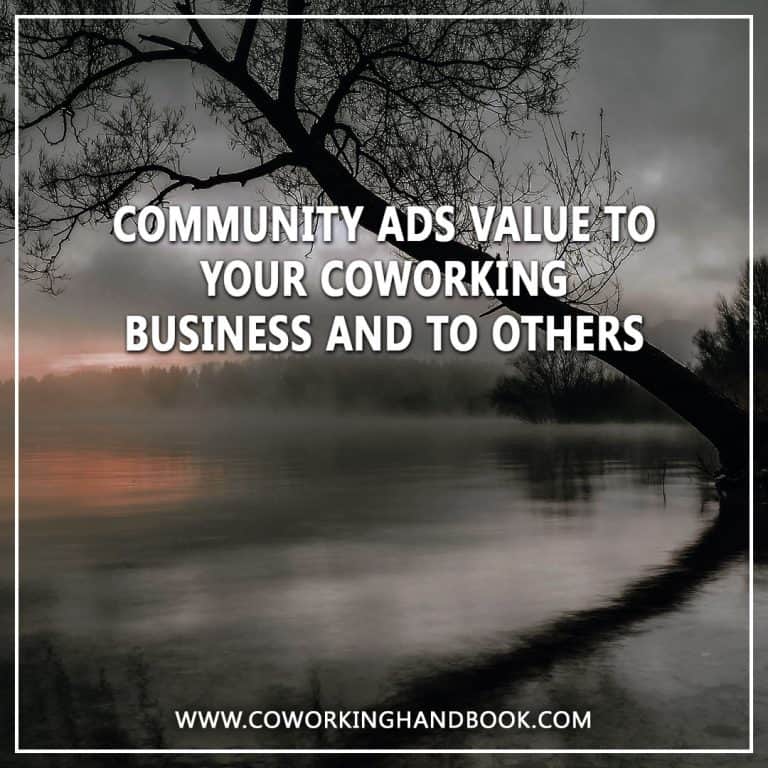 COMMUNITY ADS VALUE TO
YOUR COWORKING
BUSINESS AND TO OTHERS
WWW.COWORKINGHANDBOOK.COM